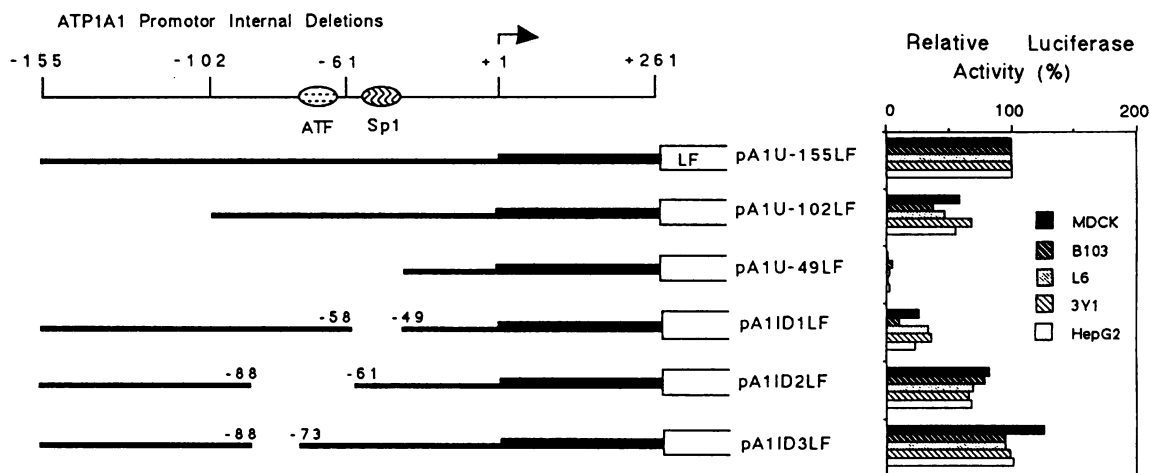 ATP1A1 Promotor Internal Deletions
-155 -102 -61 +1 +261
ATF Sp1
Relative Luciferase
Activity (%)
0 100 200
LF pA1U-155LF
pA1U-102LF
pA1U-49LF
-58 -49 pA1ID1LF
-88 -61 pA1ID2LF
-88 -73 pA1ID3LF
MDCK
B103
L6
3Y1
HepG2